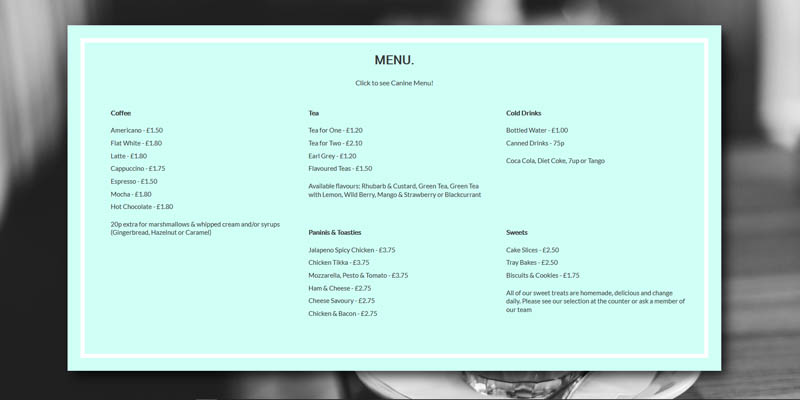 MENU.
Click to see Canine Menu!
Coffee
Americano - £1.50
Flat White - £1.80
Latte - £1.80
Cappuccino - £1.75
Espresso - £1.50
Mocha - £1.80
Hot Chocolate - £1.80
20p extra for marshmallows & whipped cream and/or syrups
(Gingerbread, Hazelnut or Caramel)
Tea
Tea for One - £1.20
Tea for Two - £2.10
Earl Grey - £1.20
Flavoured Teas - £1.50
Available flavours: Rhubarb & Custard, Green Tea, Green Tea
with Lemon, Wild Berry, Mango & Strawberry or Blackcurrant
Cold Drinks
Bottled Water - £1.00
Canned Drinks - 75p
Coca Cola, Diet Coke, 7up or Tango
Paninis & Toasties
Jalapeno Spicy Chicken - £3.75
Chicken Tikka - £3.75
Mozzarella, Pesto & Tomato - £3.75
Ham & Cheese - £2.75
Cheese Savoury - £2.75
Chicken & Bacon - £2.75
Sweets
Cake Slices - £2.50
Tray Bakes - £2.50
Biscuits & Cookies - £1.75
All of our sweet treats are homemade, delicious and change
daily. Please see our selection at the counter or ask a member of
our team